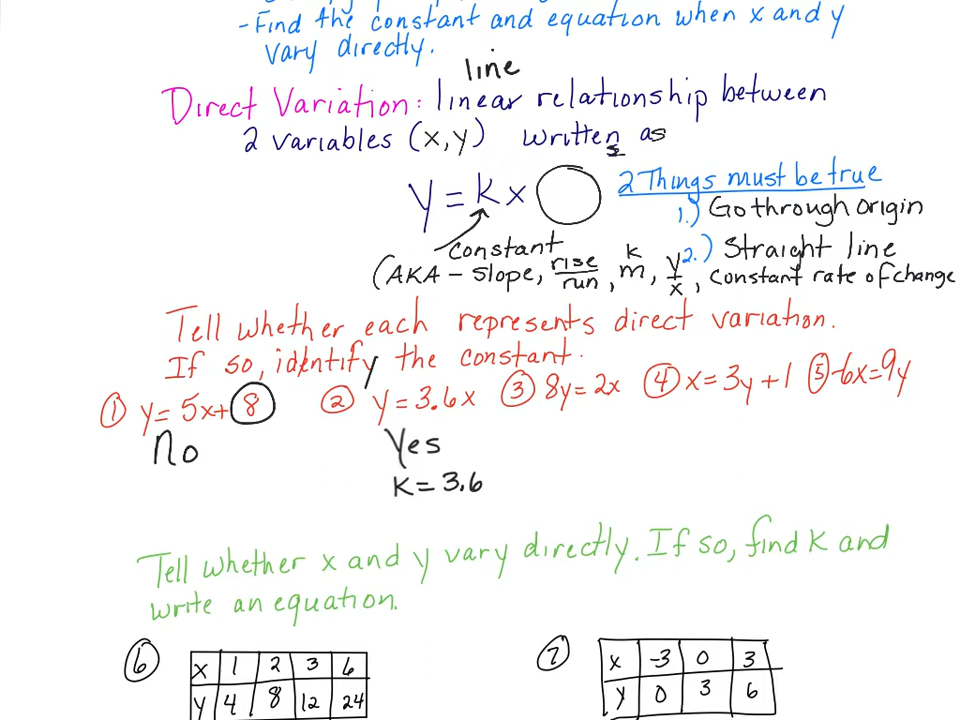 -Find the constant and equation when x and y
vary directly.
line
Direct Variation: linear relationship between
2 variables (x,y) written as
y = kx
2 Things must be true
1.) Go through origin
constant
2.) Straight line
(AKA - slope, rise/run, k m, y/x, constant rate of change
Tell whether each represents direct variation.
If so, identify the constant.
① y = 5x+8 ② y = 3.6x ③ 8y = 2x ④ x = 3y + 1 ⑤ -6x = 9y
no Yes
K = 3.6
Tell whether x and y vary directly. If so, find k and
write an equation.
⑥ x 1 2 3 6
y 4 8 12 24
⑦ x -3 0 3
y 0 3 6